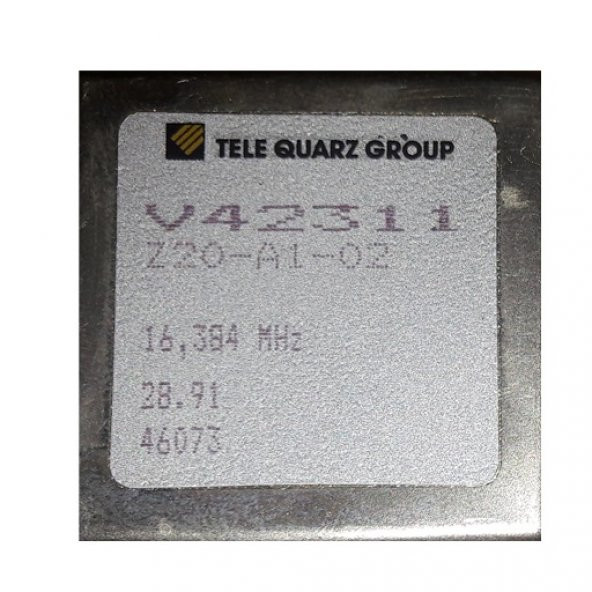 TELE QUARZ GROUP
V42311
Z20-A1-02
16,384 MHz
28.91
46073